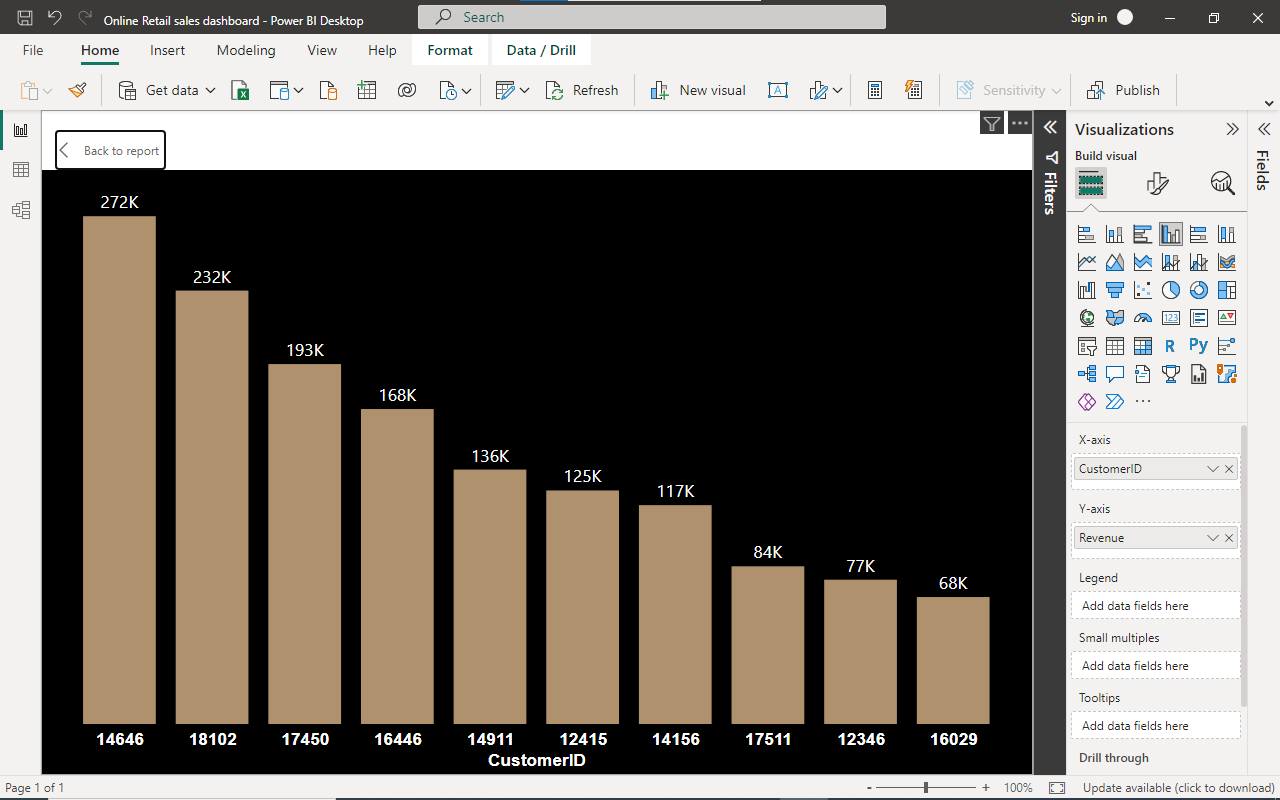 Online Retail sales dashboard - Power BI Desktop
Search
Sign in
File Home Insert Modeling View Help Format Data / Drill
Get data
Refresh
New visual
A
Sensitivity
Publish
Back to report
272K
232K
193K
168K
136K
125K
117K
84K
77K
68K
14646 18102 17450 16446 14911 12415 14156 17511 12346 16029
CustomerID
Filters
Visualizations
Build visual
123
R
Py
X-axis
CustomerID
Y-axis
Revenue
Legend
Add data fields here
Small multiples
Add data fields here
Tooltips
Add data fields here
Drill through
Fields
Page 1 of 1
- + 100%
Update available (click to download)